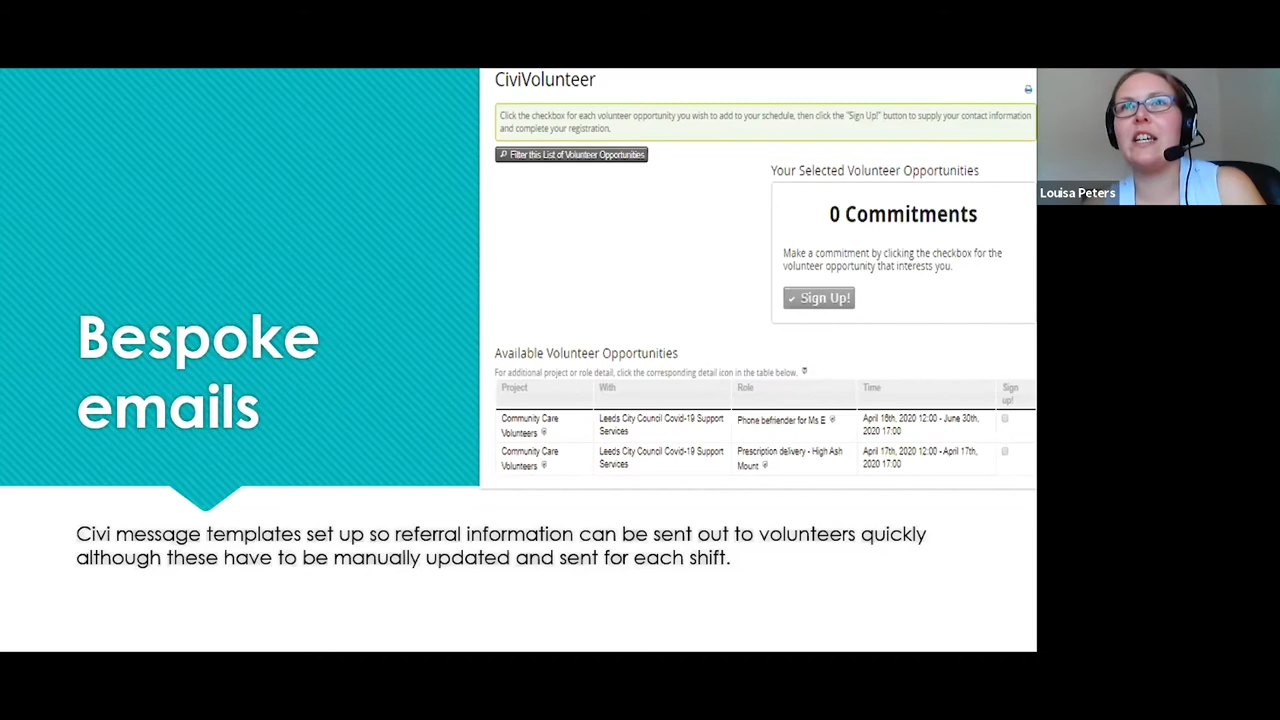 Bespoke
emails
CiviVolunteer
Click the checkbox for each volunteer opportunity you wish to add to your schedule, then click the "Sign Up!" button to supply your contact information
and complete your registration.
Filter this List of Volunteer Opportunities
Your Selected Volunteer Opportunities
0 Commitments
Make a commitment by clicking the checkbox for the
volunteer opportunity that interests you.
Sign Up!
Available Volunteer Opportunities
For additional project or role detail, click the corresponding detail icon in the table below.
Project With Role Time Sign
up!
Community Care Leeds City Council Covid-19 Support Phone befriender for Ms E April 16th, 2020 12:00 - June 30th,
Volunteers Services 2020 17:00
Community Care Leeds City Council Covid-19 Support Prescription delivery - High Ash April 17th, 2020 12:00 - April 17th,
Volunteers Services Mount 2020 17:00
Civi message templates set up so referral information can be sent out to volunteers quickly
although these have to be manually updated and sent for each shift.
Louisa Peters